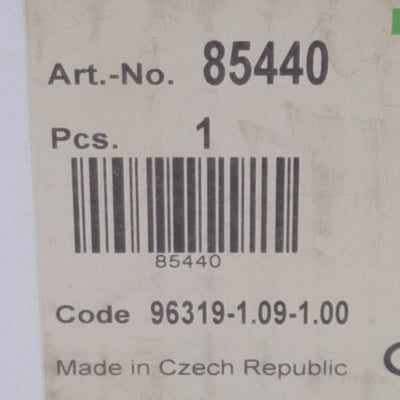 Art.-No. 85440
Pcs. 1
85440
Code 96319-1.09-1.00
Made in Czech Republic